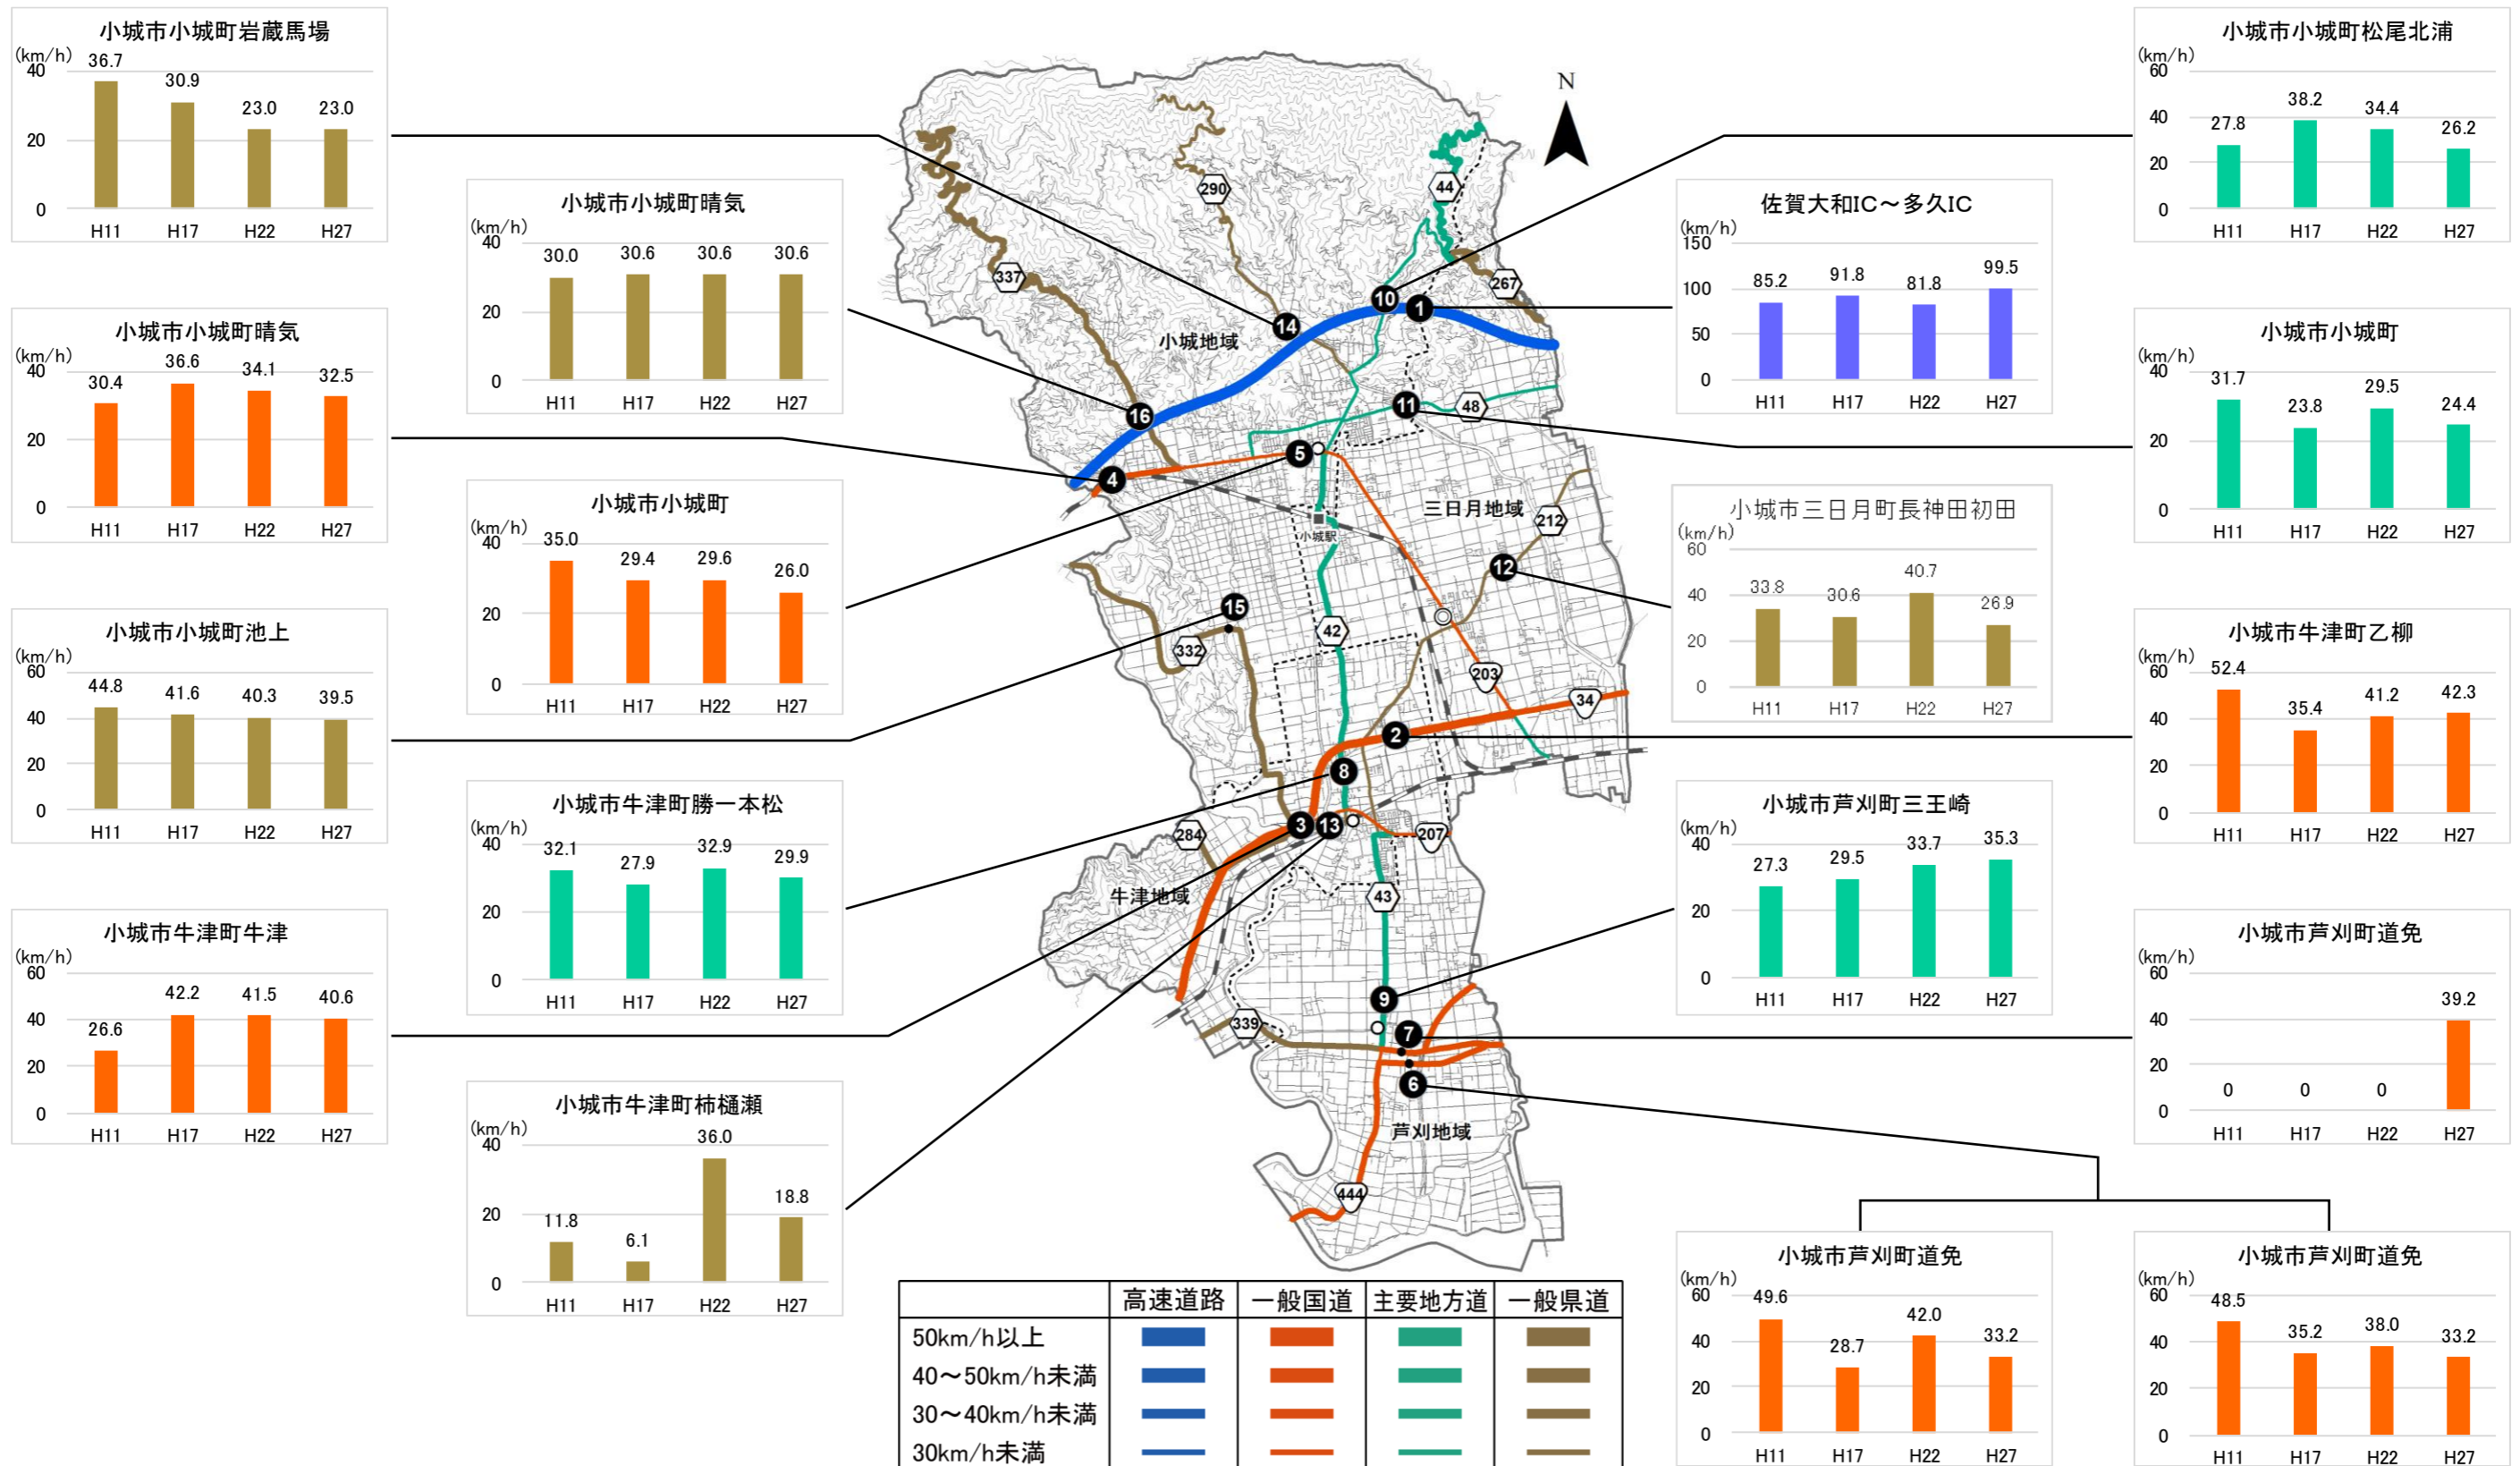 小城市小城町岩蔵馬場
(km/h)
40
20
0
36.7
30.9
23.0
23.0
H11 H17 H22 H27
小城市小城町晴気
(km/h)
40
20
0
30.4
36.6
34.1
32.5
H11 H17 H22 H27
小城市小城町池上
(km/h)
60
40
20
0
44.8
41.6
40.3
39.5
H11 H17 H22 H27
小城市牛津町牛津
(km/h)
60
40
20
0
26.6
42.2
41.5
40.6
H11 H17 H22 H27
小城市小城町晴気
(km/h)
40
20
0
30.0
30.6
30.6
30.6
H11 H17 H22 H27
小城市小城町
(km/h)
40
20
0
35.0
29.4
29.6
26.0
H11 H17 H22 H27
小城市牛津町勝一本松
(km/h)
40
20
0
32.1
27.9
32.9
29.9
H11 H17 H22 H27
小城市牛津町柿樋瀬
(km/h)
40
20
0
11.8
6.1
36.0
18.8
H11 H17 H22 H27
N
290
44
337
267
10
1
14
小城地域
16
11
48
5
4
三日月地域
212
小城駅
12
15
42
332
203
34
2
8
3
13
284
207
牛津地域
43
9
339
7
6
芦刈地域
444
佐賀大和IC～多久IC
(km/h)
150
100
50
0
85.2
91.8
81.8
99.5
H11 H17 H22 H27
小城市三日月町長神田初田
(km/h)
60
40
20
0
33.8
30.6
40.7
26.9
H11 H17 H22 H27
小城市芦刈町三王崎
(km/h)
40
20
0
27.3
29.5
33.7
35.3
H11 H17 H22 H27
小城市芦刈町道免
(km/h)
60
40
20
0
49.6
28.7
42.0
33.2
H11 H17 H22 H27
小城市小城町松尾北浦
(km/h)
60
40
20
0
27.8
38.2
34.4
26.2
H11 H17 H22 H27
小城市小城町
(km/h)
40
20
0
31.7
23.8
29.5
24.4
H11 H17 H22 H27
小城市牛津町乙柳
(km/h)
60
40
20
0
52.4
35.4
41.2
42.3
H11 H17 H22 H27
小城市芦刈町道免
(km/h)
60
40
20
0
0
0
0
39.2
H11 H17 H22 H27
小城市芦刈町道免
(km/h)
60
40
20
0
48.5
35.2
38.0
33.2
H11 H17 H22 H27
高速道路 一般国道 主要地方道 一般県道
50km/h以上
40～50km/h未満
30～40km/h未満
30km/h未満